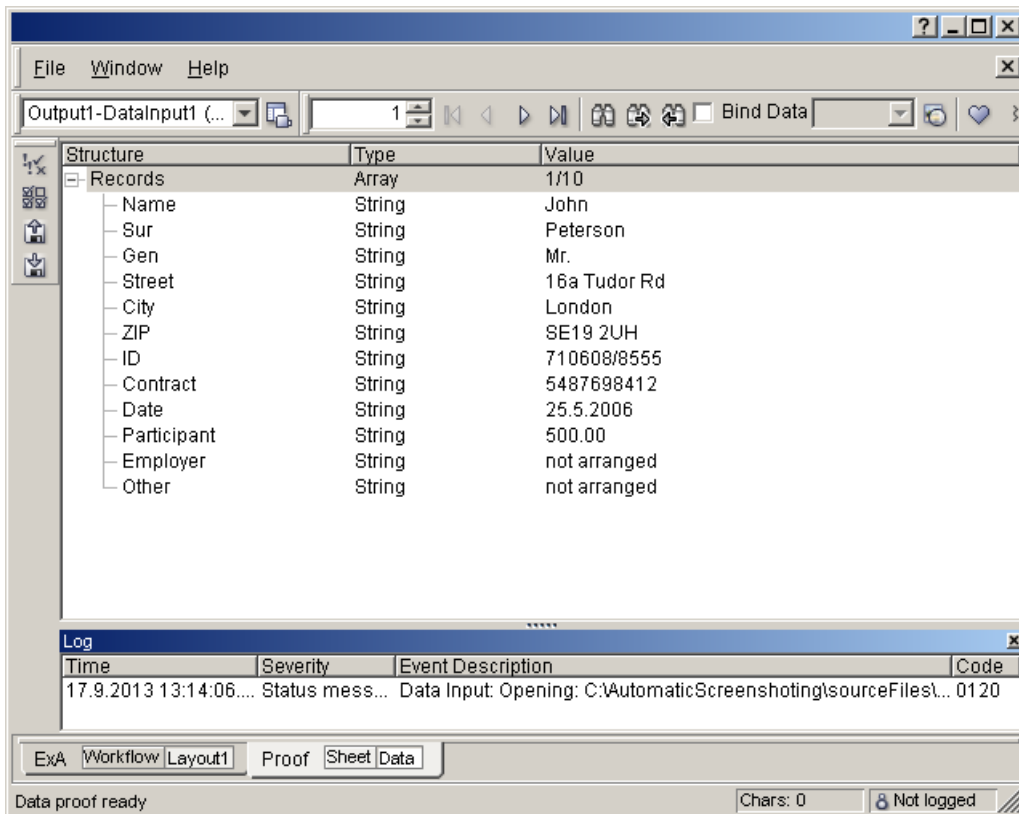 File Window Help
Output1-DataInput1 (... 1 Bind Data
Structure Type Value
Records Array 1/10
Name String John
Sur String Peterson
Gen String Mr.
Street String 16a Tudor Rd
City String London
ZIP String SE19 2UH
ID String 710608/8555
Contract String 5487698412
Date String 25.5.2006
Participant String 500.00
Employer String not arranged
Other String not arranged
Log
Time Severity Event Description Code
17.9.2013 13:14:06.... Status mess... Data Input: Opening: C:\AutomaticScreenshoting\sourceFiles\... 0120
ExA Workflow Layout1 Proof Sheet Data
Data proof ready Chars: 0 Not logged